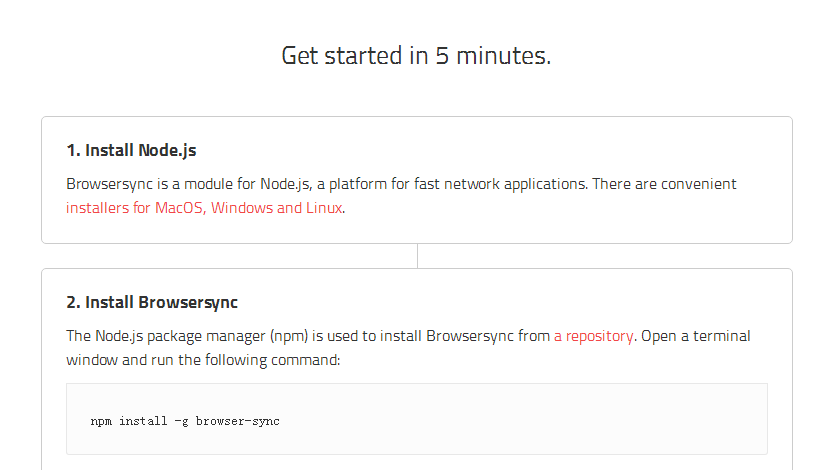 Get started in 5 minutes.
1. Install Node.js
Browsersync is a module for Node.js, a platform for fast network applications. There are convenient
installers for MacOS, Windows and Linux.
2. Install Browsersync
The Node.js package manager (npm) is used to install Browsersync from a repository. Open a terminal
window and run the following command:
npm install -g browser-sync